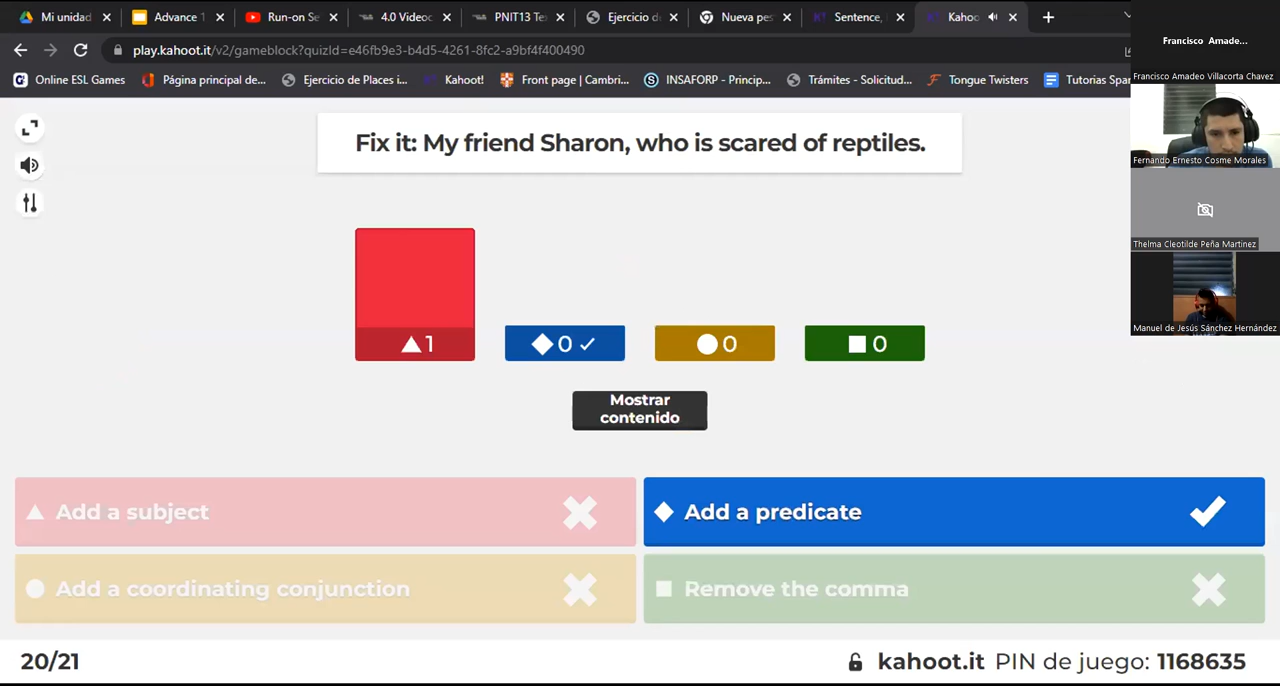 Mi unidad
Advance 1
Run-on Se
4.0 Videoc
PNIT13 Te
Ejercicio d
Nueva pes
Sentence,
Kahoo
play.kahoot.it/v2/gameblock?quizId=e46fb9e3-b4d5-4261-8fc2-a9bf4f400490
Online ESL Games
Página principal de...
Ejercicio de Places i...
Kahoot!
Front page | Cambri...
INSAFORP - Princip...
Trámites - Solicitud...
Tongue Twisters
Tutorias Spar
Francisco Amade...
Francisco Amadeo Villacorta Chavez
Fernando Ernesto Cosme Morales
Thelma Cleotilde Peña Martinez
Manuel de Jesús Sánchez Hernández
Fix it: My friend Sharon, who is scared of reptiles.
1
0
0
0
Mostrar
contenido
Add a subject
Add a predicate
Add a coordinating conjunction
Remove the comma
20/21
kahoot.it PIN de juego: 1168635